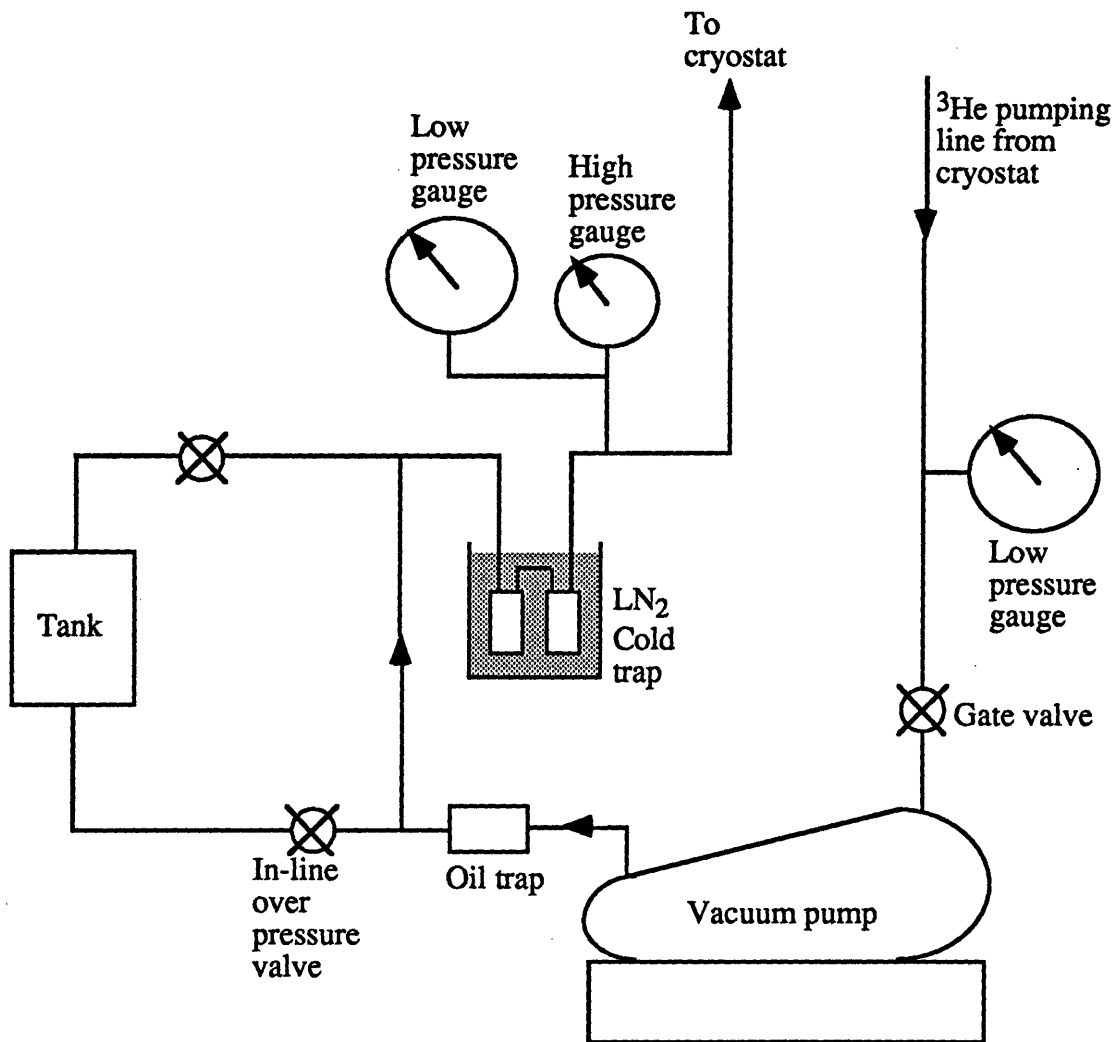 To
cryostat
³He pumping
line from
cryostat
Low
pressure
gauge
High
pressure
gauge
Tank
LN₂
Cold
trap
Low
pressure
gauge
Gate valve
In-line
over
pressure
valve
Oil trap
Vacuum pump